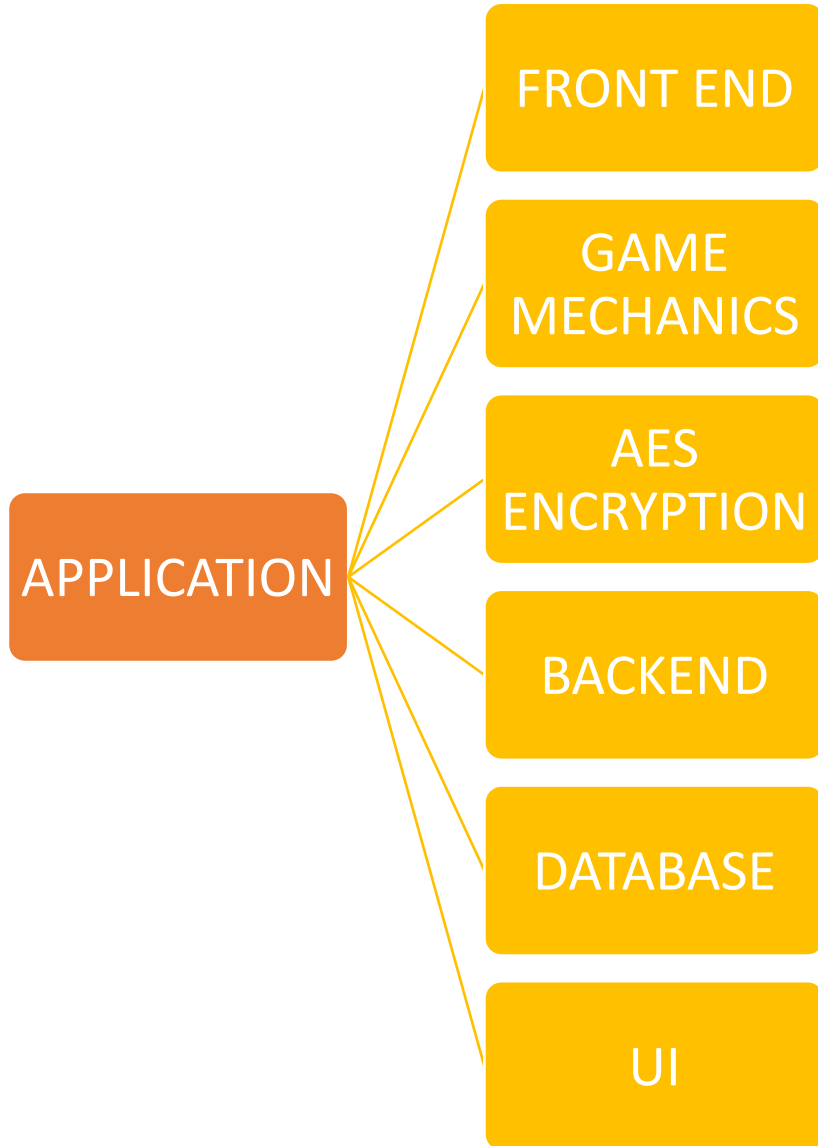 FRONT END
GAME
MECHANICS
AES
ENCRYPTION
APPLICATION
BACKEND
DATABASE
UI